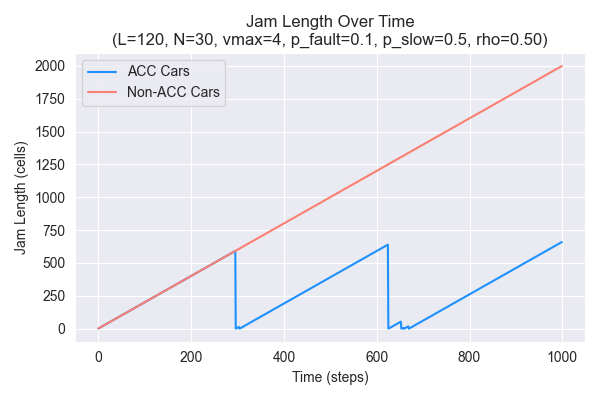 Jam Length Over Time
(L=120, N=30, vmax=4, p_fault=0.1, p_slow=0.5, rho=0.50)
ACC Cars
Non-ACC Cars
Jam Length (cells)
2000
1750
1500
1250
1000
750
500
250
0
0 200 400 600 800 1000
Time (steps)